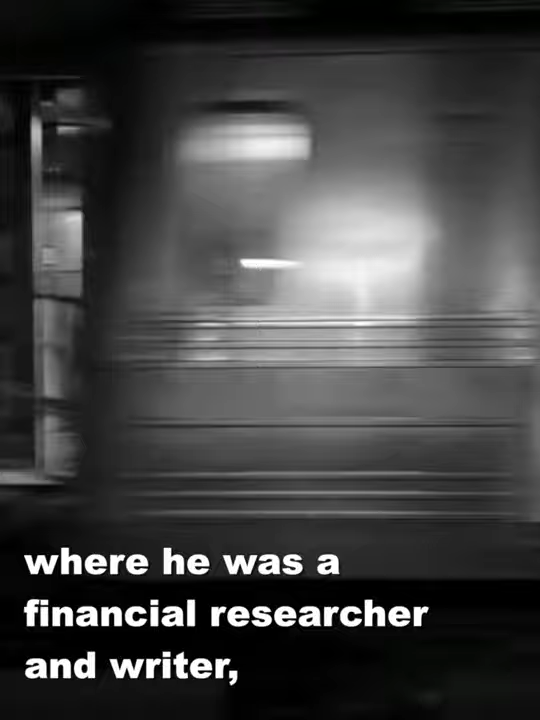 where he was a
financial researcher
and writer,